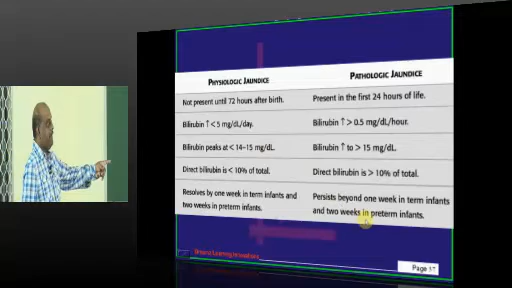 PHYSIOLOGIC JAUNDICE
PATHOLOGIC JAUNDICE
Not present until 72 hours after birth.
Present in the first 24 hours of life.
Bilirubin ↑ < 5 mg/dL/day.
Bilirubin ↑ > 0.5 mg/dL/hour.
Bilirubin peaks at < 14–15 mg/dL.
Bilirubin ↑ to > 15 mg/dL.
Direct bilirubin is < 10% of total.
Direct bilirubin is > 10% of total.
Resolves by one week in term infants and
two weeks in preterm infants.
Persists beyond one week in term infants
and two weeks in preterm infants.
Page 37